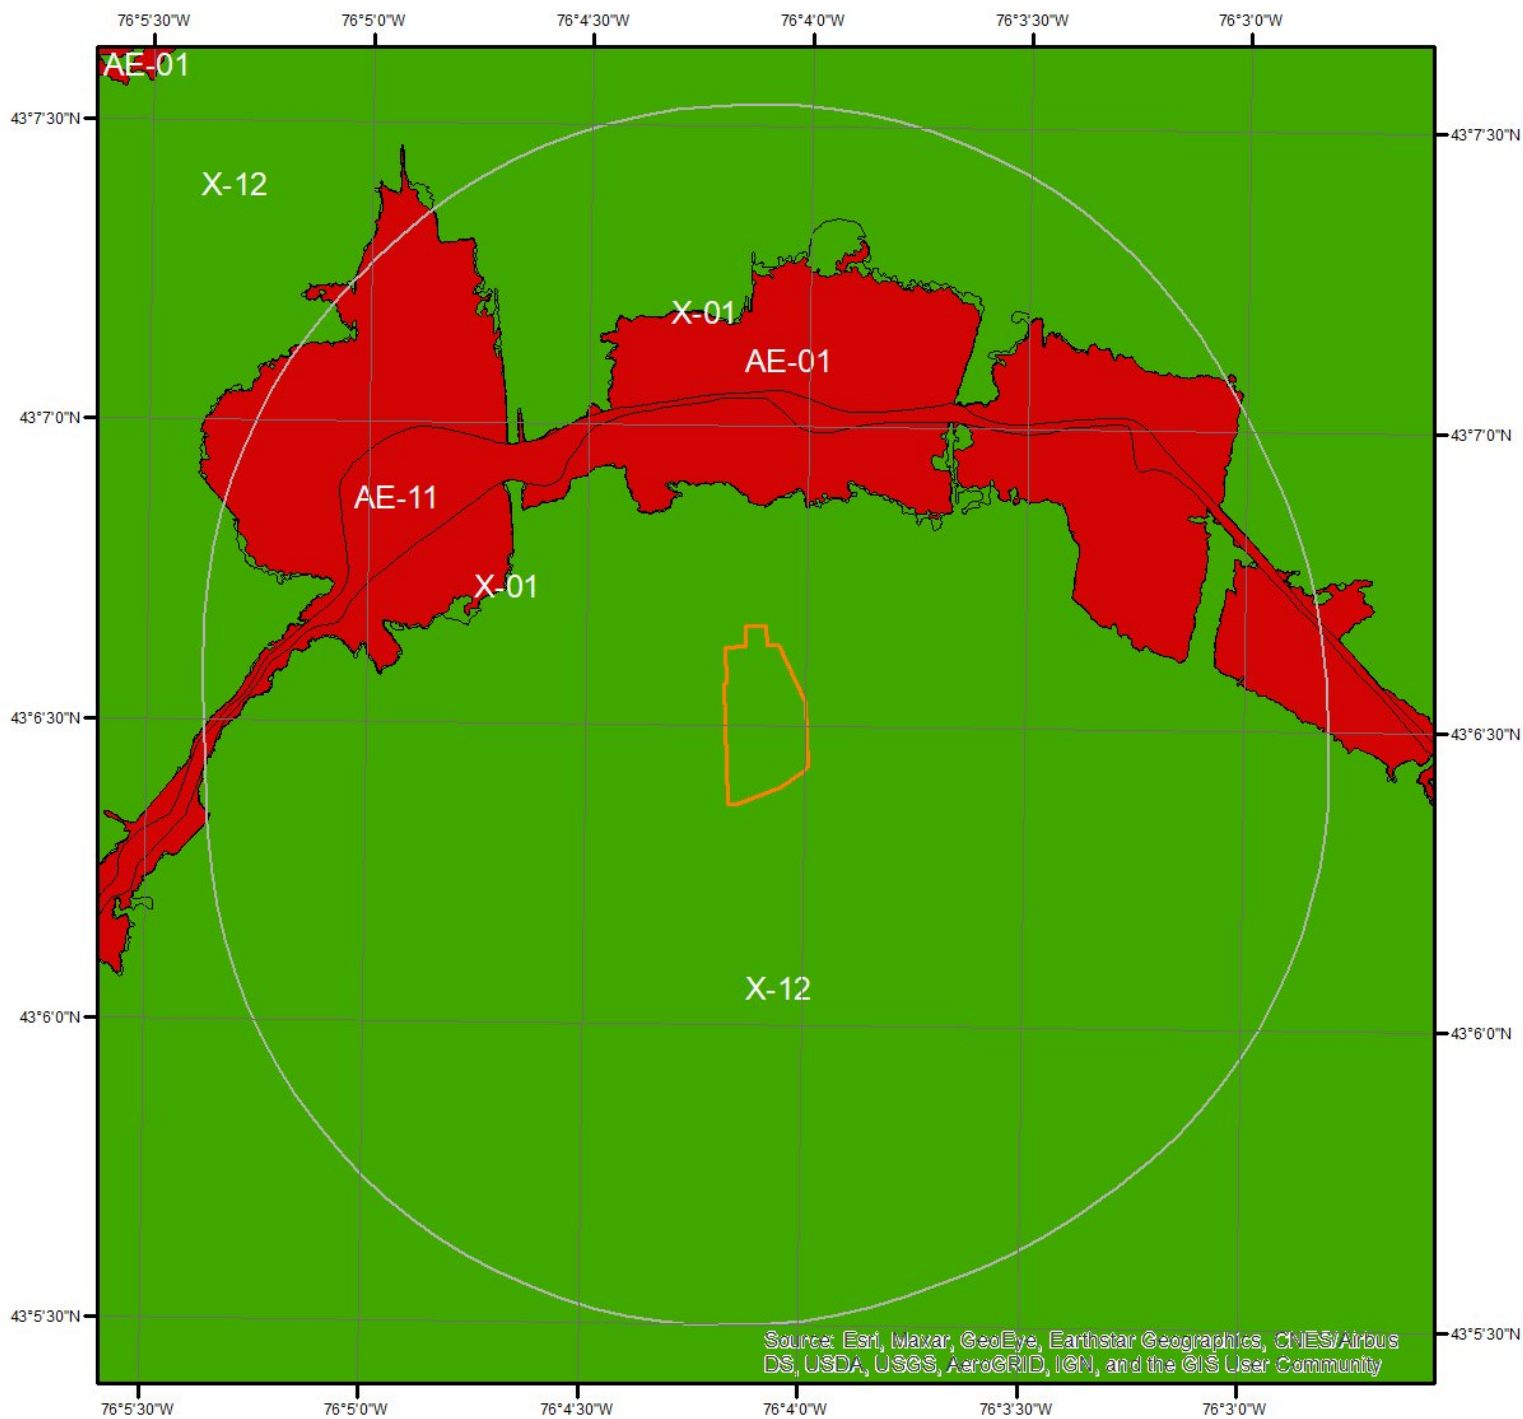 76°5'30"W 76°5'0"W 76°4'30"W 76°4'0"W 76°3'30"W 76°3'0"W
AE-01
43°7'30"N 43°7'30"N
X-12
X-01
AE-01
43°7'0"N 43°7'0"N
AE-11
X-01
43°6'30"N 43°6'30"N
X-12
43°6'0"N 43°6'0"N
43°5'30"N 43°5'30"N
Source: Esri, Maxar, GeoEye, Earthstar Geographics, CNES/Airbus
DS, USDA, USGS, AeroGRID, IGN, and the GIS User Community
76°5'30"W 76°5'0"W 76°4'30"W 76°4'0"W 76°3'30"W 76°3'0"W